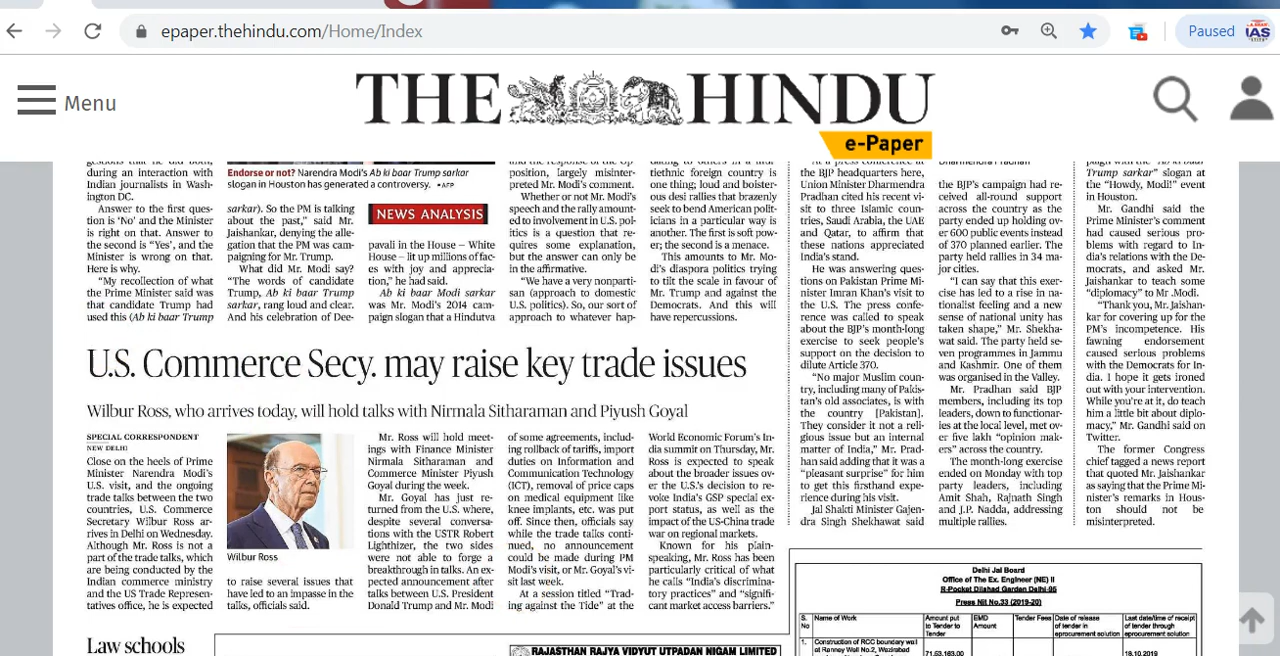 epaper.thehindu.com/Home/Index
Paused
IAS
Menu
THE HINDU
e-Paper
during an interaction with
Indian journalists in Wash-
ington DC.
Answer to the first ques-
tion is 'No' and the Minister
is right on that. Answer to
the second is "Yes', and the
Minister is wrong on that.
Here is why.
"My recollection of what
the Prime Minister said was
that candidate Trump had
used this (Ab ki baar Trump
Endorse or not? Narendra Modi's Ab ki baar Trump sarkar
slogan in Houston has generated a controversy. •AFP
sarkar). So the PM is talking
about the past," said Mr.
Jaishankar, denying the alle-
gation that the PM was cam-
paigning for Mr. Trump.
What did Mr. Modi say?
"The words of candidate
Trump, Ab ki baar Trump
sarkar, rang loud and clear.
And his celebration of Dee-
NEWS ANALYSIS
pavali in the House – White
House – lit up millions of fac-
es with joy and apprecia-
tion," he had said.
Ab ki baar Modi sarkar
was Mr. Modi's 2014 cam-
paign slogan that a Hindutva
and the response of the op-
position, largely misinter-
preted Mr. Modi's comment.
Whether or not Mr. Modi's
speech and the rally amount-
ed to involvement in U.S. pol-
itics is a question that re-
quires some explanation,
but the answer can only be
in the affirmative.
"We have a very nonparti-
san (approach to domestic
U.S. politics). So, our sort of
approach to whatever hap-
dating to others in a mul-
tiethnic foreign country is
one thing; loud and boister-
ous desi rallies that brazenly
seek to bend American poli-
ticians in a particular way is
another. The first is soft pow-
er; the second is a menace.
This amounts to Mr. Mo-
di's diaspora politics trying
to tilt the scale in favour of
Mr. Trump and against the
Democrats. And this will
have repercussions.
U.S. Commerce Secy. may raise key trade issues
Wilbur Ross, who arrives today, will hold talks with Nirmala Sitharaman and Piyush Goyal
SPECIAL CORRESPONDENT
NEW DELHI
Close on the heels of Prime
Minister Narendra Modi's
U.S. visit, and the ongoing
trade talks between the two
countries, U.S. Commerce
Secretary Wilbur Ross ar-
rives in Delhi on Wednesday.
Although Mr. Ross is not a
part of the trade talks, which
are being conducted by the
Indian commerce ministry
and the US Trade Represen-
tatives office, he is expected
Wilbur Ross
to raise several issues that
have led to an impasse in the
talks, officials said.
Mr. Ross will hold meet-
ings with Finance Minister
Nirmala Sitharaman and
Commerce Minister Piyush
Goyal during the week.
Mr. Goyal has just re-
turned from the U.S. where,
despite several conversa-
tions with the USTR Robert
Lighthizer, the two sides
were not able to forge a
breakthrough in talks. An ex-
pected announcement after
talks between U.S. President
Donald Trump and Mr. Modi
of some agreements, includ-
ing rollback of tariffs, import
duties on Information and
Communication Technology
(ICT), removal of price caps
on medical equipment like
knee implants, etc. was put
off. Since then, officials say
while the trade talks conti-
nued, no announcement
could be made during PM
Modi's visit, or Mr. Goyal's vi-
sit last week.
At a session titled "Trad-
ing against the Tide" at the
World Economic Forum's In-
dia summit on Thursday, Mr.
Ross is expected to speak
about the broader issues ov-
er the U.S.'s decision to re-
voke India's GSP special ex-
port status, as well as the
impact of the US-China trade
war on regional markets.
Known for his plain-
speaking, Mr. Ross has been
particularly critical of what
he calls "India's discrimina-
tory practices" and "signifi-
cant market access barriers."
At a press conference at
the BJP headquarters here,
Union Minister Dharmendra
Pradhan cited his recent vi-
sit to three Islamic coun-
tries, Saudi Arabia, the UAE
and Qatar, to affirm that
these nations appreciated
India's stand.
He was answering ques-
tions on Pakistan Prime Mi-
nister Imran Khan's visit to
the U.S. The press confe-
rence was called to speak
about the BJP's month-long
exercise to seek people's
support on the decision to
dilute Article 370.
"No major Muslim coun-
try, including many of Pakis-
tan's old associates, is with
the country [Pakistan].
They consider it not a reli-
gious issue but an internal
matter of India," Mr. Prad-
han said adding that it was a
"pleasant surprise" for him
to get this firsthand expe-
rience during his visit.
Jal Shakti Minister Gajen-
dra Singh Shekhawat said
Dharmendra Pradhan
the BJP's campaign had re-
ceived all-round support
across the country as the
party ended up holding ov-
er 600 public events instead
of 370 planned earlier. The
party held rallies in 34 ma-
jor cities.
"I can say that this exer-
cise has led to a rise in na-
tionalist feeling and a new
sense of national unity has
taken shape," Mr. Shekha-
wat said. The party held se-
ven programmes in Jammu
and Kashmir. One of them
was organised in the Valley.
Mr. Pradhan said BJP
members, including its top
leaders, down to functionar-
ies at the local level, met ov-
er five lakh "opinion mak-
ers" across the country.
The month-long exercise
ended on Monday with top
party leaders, including
Amit Shah, Rajnath Singh
and J.P. Nadda, addressing
multiple rallies.
paign with the "Ab ki baar
Trump sarkar" slogan at
the "Howdy, Modi!" event
in Houston.
Mr. Gandhi said the
Prime Minister's comment
had caused serious pro-
blems with regard to In-
dia's relations with the De-
mocrats, and asked Mr.
Jaishankar to teach some
"diplomacy" to Mr .Modi.
"Thank you, Mr. Jaishan-
kar for covering up for the
PM's incompetence. His
fawning endorsement
caused serious problems
with the Democrats for In-
dia. I hope it gets ironed
out with your intervention.
While you're at it, do teach
him a little bit about diplo-
macy," Mr. Gandhi said on
Twitter.
The former Congress
chief tagged a news report
that quoted Mr. Jaishankar
as saying that the Prime Mi-
nister's remarks in Hous-
ton should not be
misinterpreted.
Law schools
RAJASTHAN RAJYA VIDYUT UTPADAN NIGAM LIMITED
Delhi Jal Board
Office of The Ex. Engineer (NE) II
R-Pocket Dilshad Garden Delhi-95
Press Nit No.33 (2019-20)
S. No
Name of Work
Amount put to Tender to Tender
EMD Amount
Tender Fees
Date of release of tender in eprocurement solution
Last date/time of receipt of tender through eprocurement solution
1.
Construction of RCC boundary wall
at Ranney Wall No.2, Wazirabad
71,53,163.00
18.10.2019